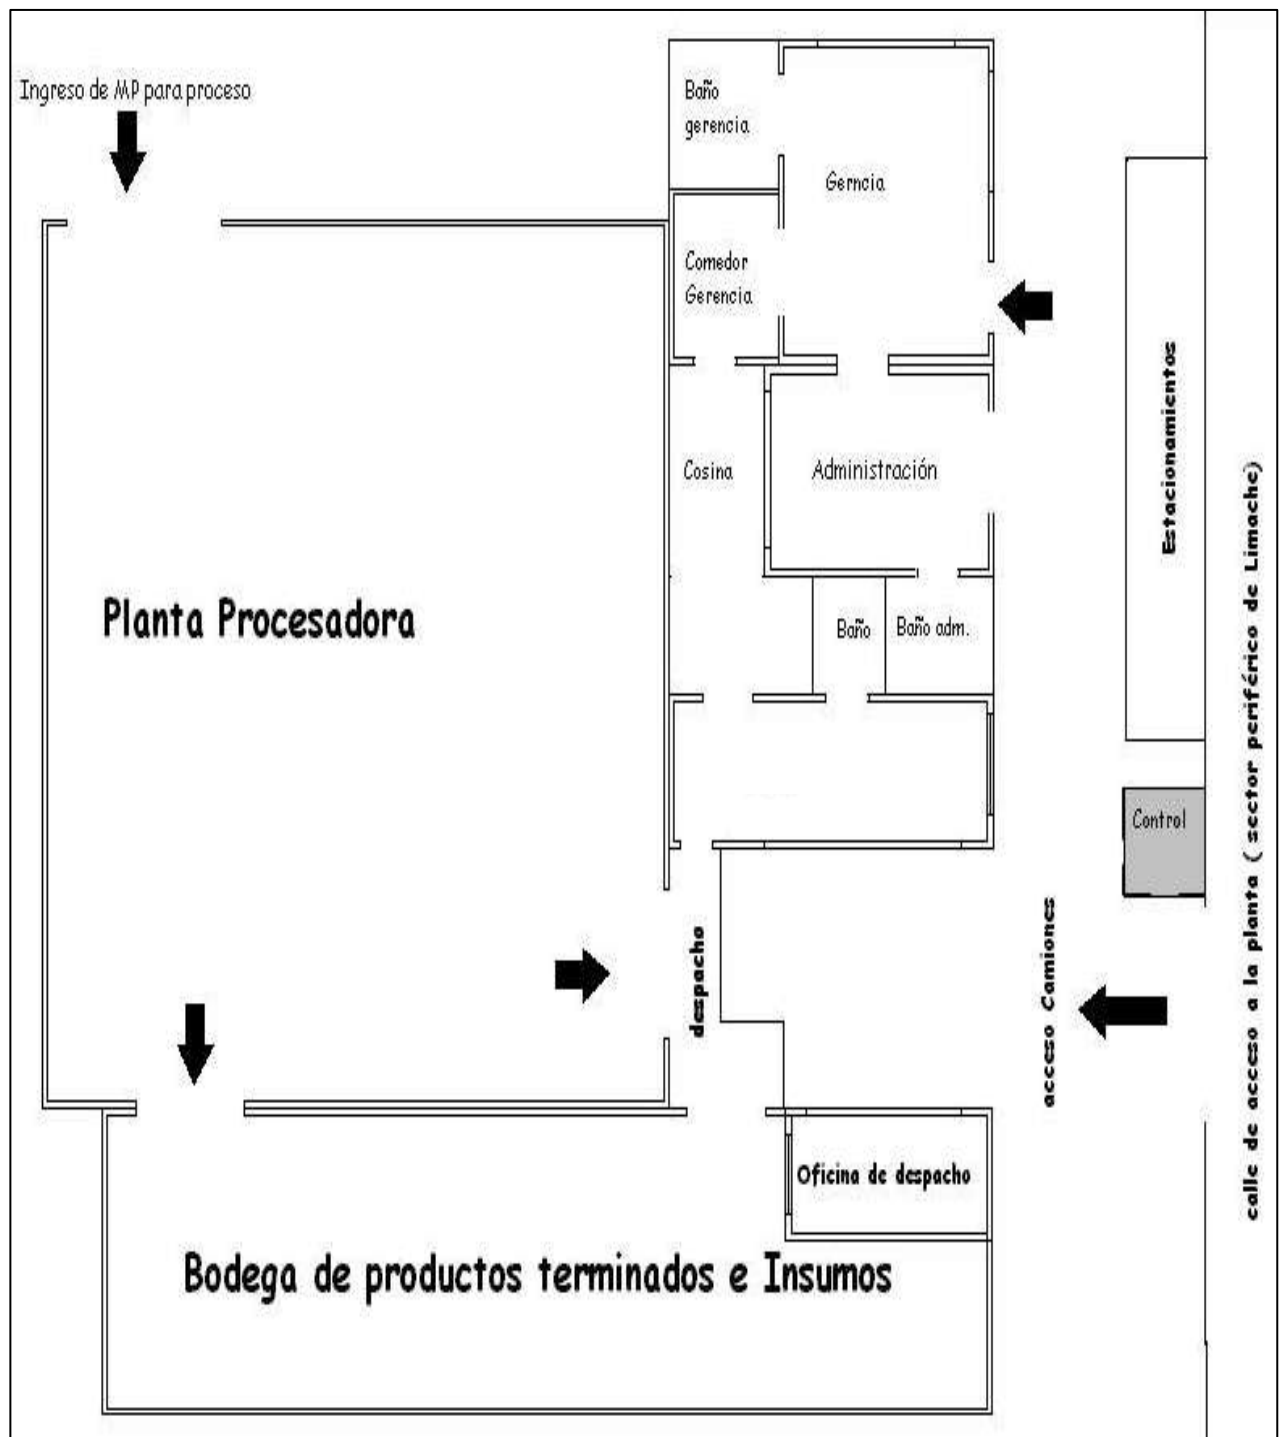 Ingreso de MP para proceso
Baño
gerencia
Gerncia
Comedor
Gerencia
Cosina
Administración
Estacionamientos
Planta Procesadora
Baño
Baño adm.
Control
despacho
acceso Camiones
calle de acceso a la planta ( sector periférico de Limache)
Oficina de despacho
Bodega de productos terminados e Insumos